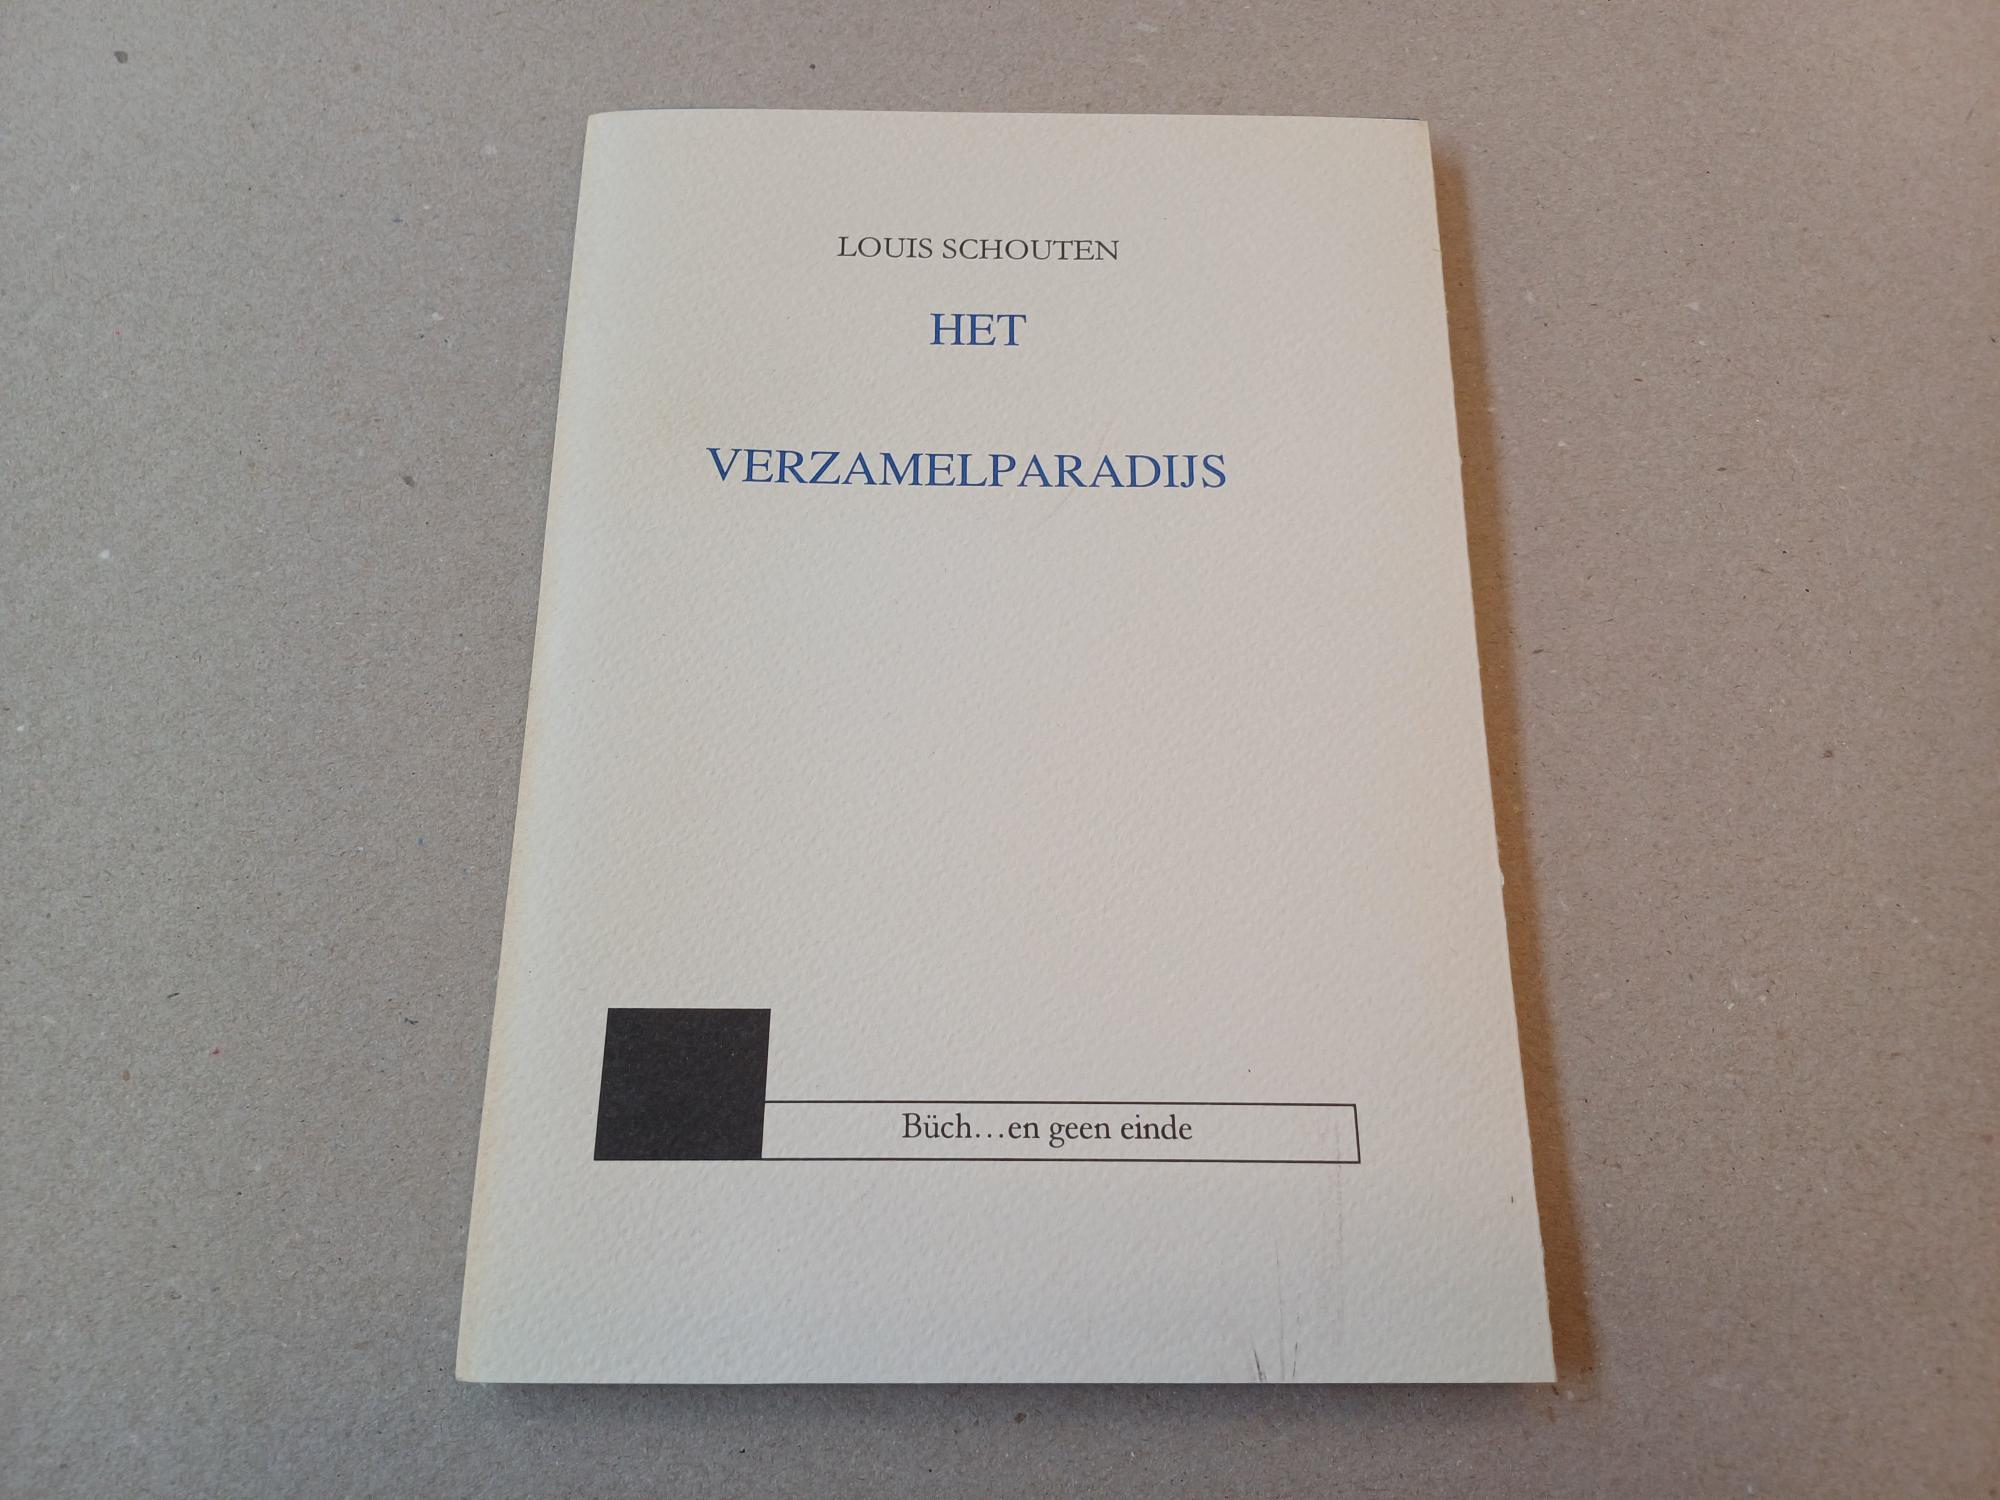 LOUIS SCHOUTEN
HET
VERZAMELPARADIJS
Büch...en geen einde